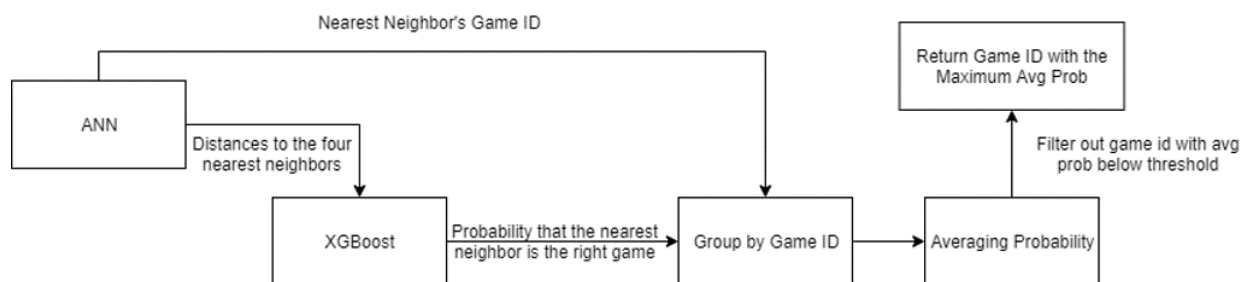 Nearest Neighbor's Game ID
Return Game ID with the
Maximum Avg Prob
ANN
Distances to the four
nearest neighbors
Filter out game id with avg
prob below threshold
XGBoost
Probability that the nearest
neighbor is the right game
Group by Game ID
Averaging Probability